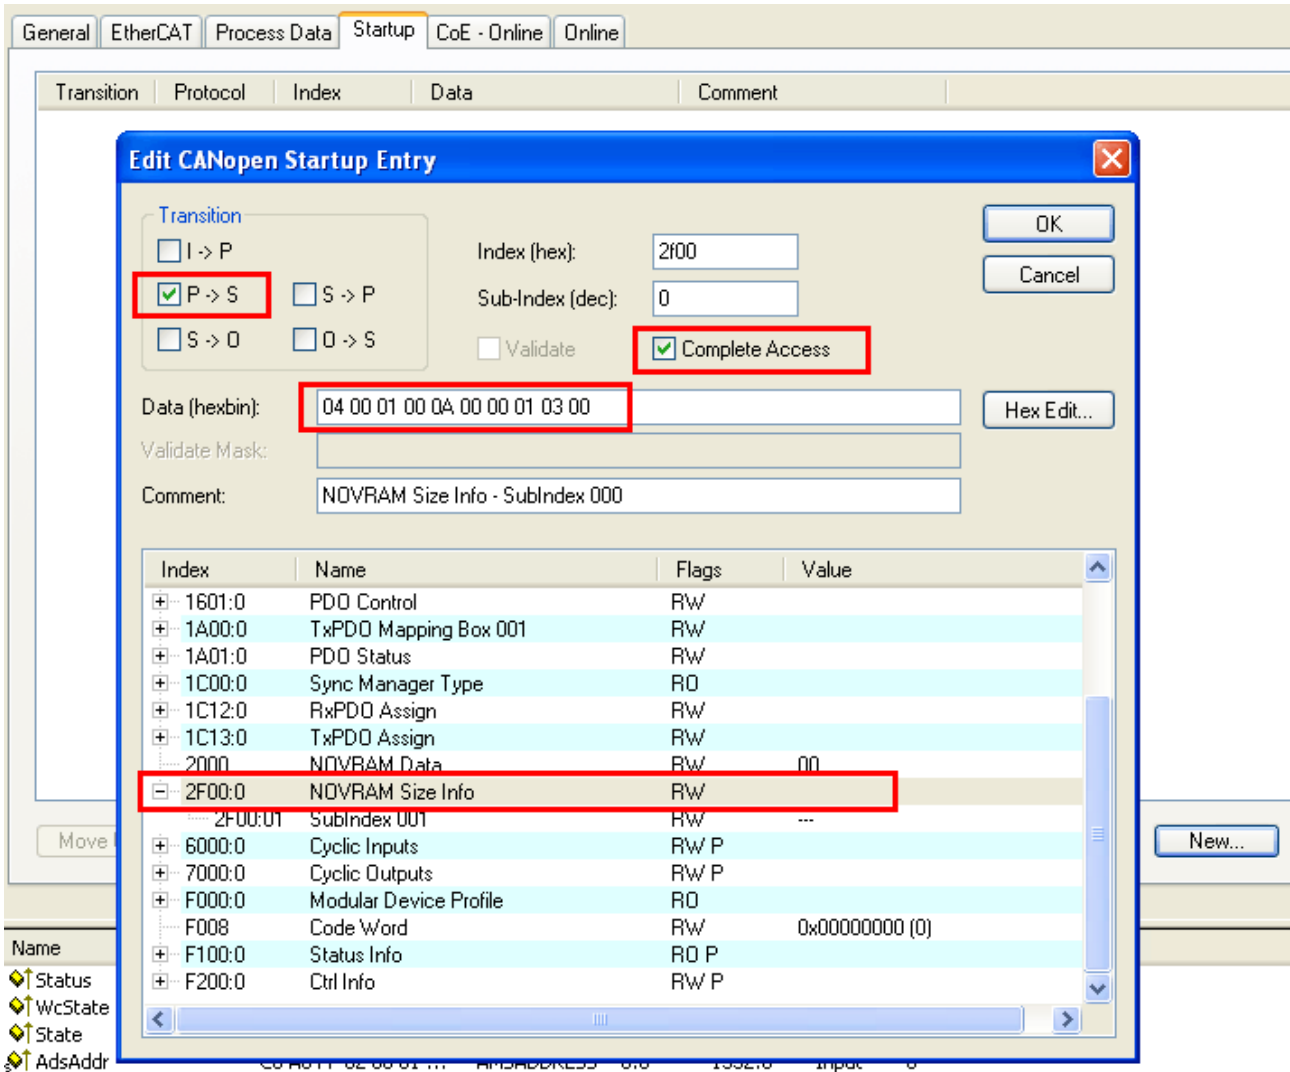 General EtherCAT Process Data Startup CoE - Online Online
Transition Protocol Index Data Comment
Edit CANopen Startup Entry
Transition
I -> P
P -> S
S -> P
S -> O
O -> S
Index (hex): 2f00
Sub-Index (dec): 0
Validate
Complete Access
OK
Cancel
Data (hexbin): 04 00 01 00 0A 00 00 01 03 00
Hex Edit...
Validate Mask:
Comment: NOVRAM Size Info - SubIndex 000
Index Name Flags Value
1601:0 PDO Control RW
1A00:0 TxPDO Mapping Box 001 RW
1A01:0 PDO Status RW
1C00:0 Sync Manager Type RO
1C12:0 RxPDO Assign RW
1C13:0 TxPDO Assign RW
2000 NOVRAM Data RW 00
2F00:0 NOVRAM Size Info RW
2F00:01 SubIndex 001 RW ---
6000:0 Cyclic Inputs RW P
7000:0 Cyclic Outputs RW P
F000:0 Modular Device Profile RO
F008 Code Word RW 0x00000000 (0)
F100:0 Status Info RO P
F200:0 Ctrl Info RW P
Move
New...
Name
Status
WcState
State
AdsAddr AMSADDRESS 1552.0 Input